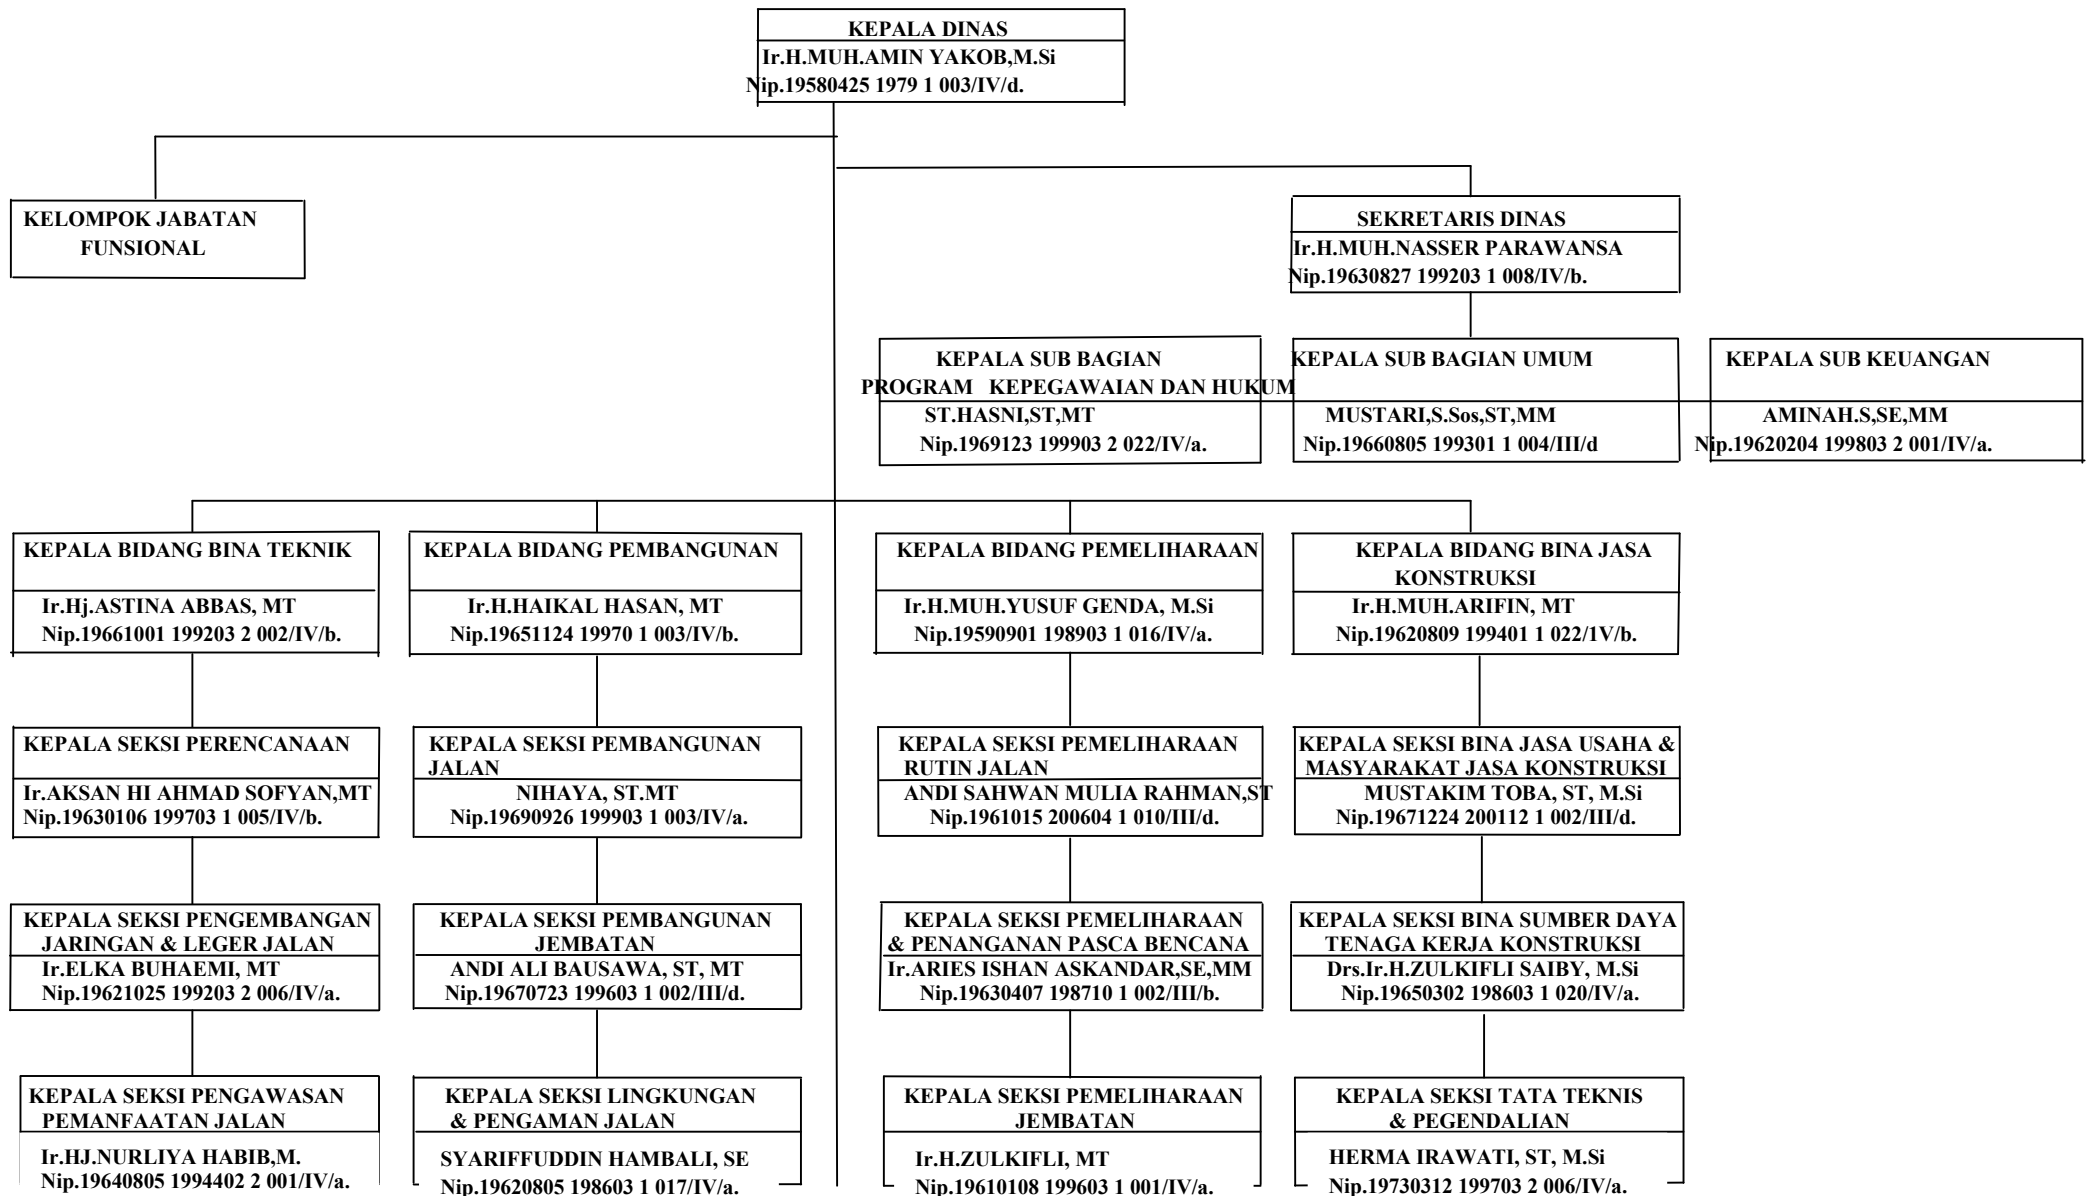 KEPALA DINAS
Ir.H.MUH.AMIN YAKOB,M.Si
Nip.19580425 1979 1 003/IV/d.
KELOMPOK JABATAN
FUNSIONAL
SEKRETARIS DINAS
Ir.H.MUH.NASSER PARAWANSA
Nip.19630827 199203 1 008/IV/b.
KEPALA SUB BAGIAN
PROGRAM KEPEGAWAIAN DAN HUKUM
ST.HASNI,ST,MT
Nip.1969123 199903 2 022/IV/a.
KEPALA SUB BAGIAN UMUM
MUSTARI,S.Sos,ST,MM
Nip.19660805 199301 1 004/III/d
KEPALA SUB KEUANGAN
AMINAH.S,SE,MM
Nip.19620204 199803 2 001/IV/a.
KEPALA BIDANG BINA TEKNIK
Ir.Hj.ASTINA ABBAS, MT
Nip.19661001 199203 2 002/IV/b.
KEPALA BIDANG PEMBANGUNAN
Ir.H.HAIKAL HASAN, MT
Nip.19651124 19970 1 003/IV/b.
KEPALA BIDANG PEMELIHARAAN
Ir.H.MUH.YUSUF GENDA, M.Si
Nip.19590901 198903 1 016/IV/a.
KEPALA BIDANG BINA JASA
KONSTRUKSI
Ir.H.MUH.ARIFIN, MT
Nip.19620809 199401 1 022/1V/b.
KEPALA SEKSI PERENCANAAN
Ir.AKSAN HI AHMAD SOFYAN,MT
Nip.19630106 199703 1 005/IV/b.
KEPALA SEKSI PEMBANGUNAN
JALAN
NIHAYA, ST.MT
Nip.19690926 199903 1 003/IV/a.
KEPALA SEKSI PEMELIHARAAN
RUTIN JALAN
ANDI SAHWAN MULIA RAHMAN,ST
Nip.1961015 200604 1 010/III/d.
KEPALA SEKSI BINA JASA USAHA &
MASYARAKAT JASA KONSTRUKSI
MUSTAKIM TOBA, ST, M.Si
Nip.19671224 200112 1 002/III/d.
KEPALA SEKSI PENGEMBANGAN
JARINGAN & LEGER JALAN
Ir.ELKA BUHAEMI, MT
Nip.19621025 199203 2 006/IV/a.
KEPALA SEKSI PEMBANGUNAN
JEMBATAN
ANDI ALI BAUSAWA, ST, MT
Nip.19670723 199603 1 002/III/d.
KEPALA SEKSI PEMELIHARAAN
& PENANGANAN PASCA BENCANA
Ir.ARIES ISHAN ASKANDAR,SE,MM
Nip.19630407 198710 1 002/III/b.
KEPALA SEKSI BINA SUMBER DAYA
TENAGA KERJA KONSTRUKSI
Drs.Ir.H.ZULKIFLI SAIBY, M.Si
Nip.19650302 198603 1 020/IV/a.
KEPALA SEKSI PENGAWASAN
PEMANFAATAN JALAN
Ir.HJ.NURLIYA HABIB,M.
Nip.19640805 1994402 2 001/IV/a.
KEPALA SEKSI LINGKUNGAN
& PENGAMAN JALAN
SYARIFFUDDIN HAMBALI, SE
Nip.19620805 198603 1 017/IV/a.
KEPALA SEKSI PEMELIHARAAN
JEMBATAN
Ir.H.ZULKIFLI, MT
Nip.19610108 199603 1 001/IV/a.
KEPALA SEKSI TATA TEKNIS
& PEGENDALIAN
HERMA IRAWATI, ST, M.Si
Nip.19730312 199703 2 006/IV/a.